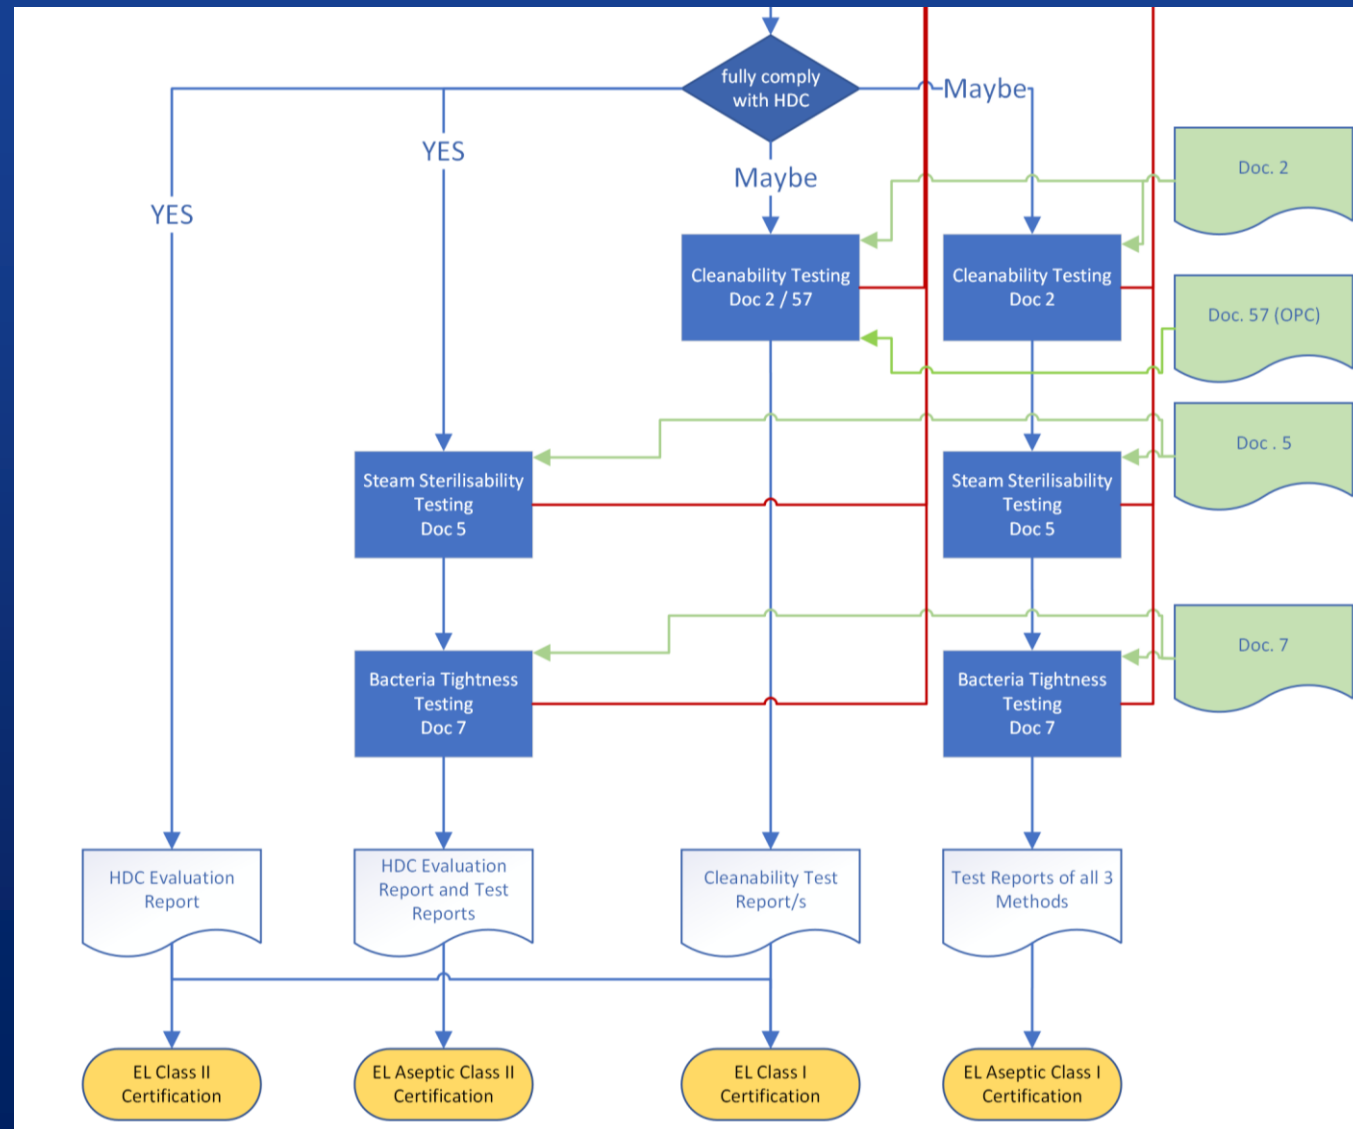 fully comply
with HDC
Maybe
YES
YES
Maybe
Doc. 2
Cleanability Testing
Doc 2 / 57
Cleanability Testing
Doc 2
Doc. 57 (OPC)
Doc . 5
Steam Sterilisability
Testing
Doc 5
Steam Sterilisability
Testing
Doc 5
Doc. 7
Bacteria Tightness
Testing
Doc 7
Bacteria Tightness
Testing
Doc 7
HDC Evaluation
Report
HDC Evaluation
Report and Test
Reports
Cleanability Test
Report/s
Test Reports of all 3
Methods
EL Class II
Certification
EL Aseptic Class II
Certification
EL Class I
Certification
EL Aseptic Class I
Certification